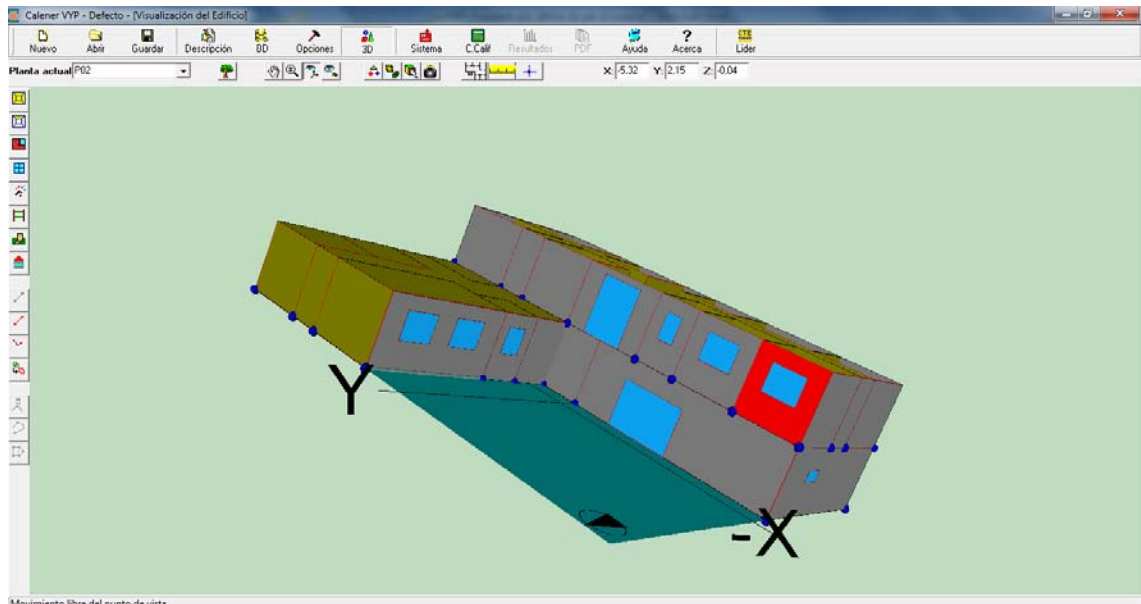 Calener VYP - Defecto - [Visualización del Edificio]
Nuevo Abrir Guardar Descripción BD Opciones 3D Sistema C.Calif Resultados PDF Ayuda Acerca CTE Lider
Planta actual P02 X: -5.32 Y: 2.15 Z: -0.04
Y
-X
Movimiento libre del punto de vista